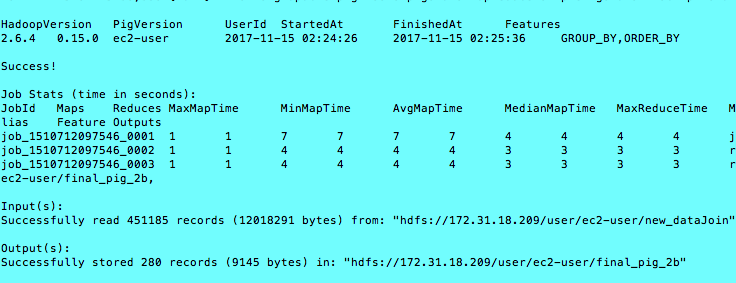 HadoopVersion PigVersion UserId StartedAt FinishedAt Features
2.6.4 0.15.0 ec2-user 2017-11-15 02:24:26 2017-11-15 02:25:36 GROUP_BY,ORDER_BY
Success!
Job Stats (time in seconds):
JobId Maps Reduces MaxMapTime MinMapTime AvgMapTime MedianMapTime MaxReduceTime M
lias Feature Outputs
job_1510712097546_0001 1 1 7 7 7 7 4 4 4 4 j
job_1510712097546_0002 1 1 4 4 4 4 3 3 3 3 r
job_1510712097546_0003 1 1 4 4 4 4 3 3 3 3 r
ec2-user/final_pig_2b,
Input(s):
Successfully read 451185 records (12018291 bytes) from: "hdfs://172.31.18.209/user/ec2-user/new_dataJoin"
Output(s):
Successfully stored 280 records (9145 bytes) in: "hdfs://172.31.18.209/user/ec2-user/final_pig_2b"